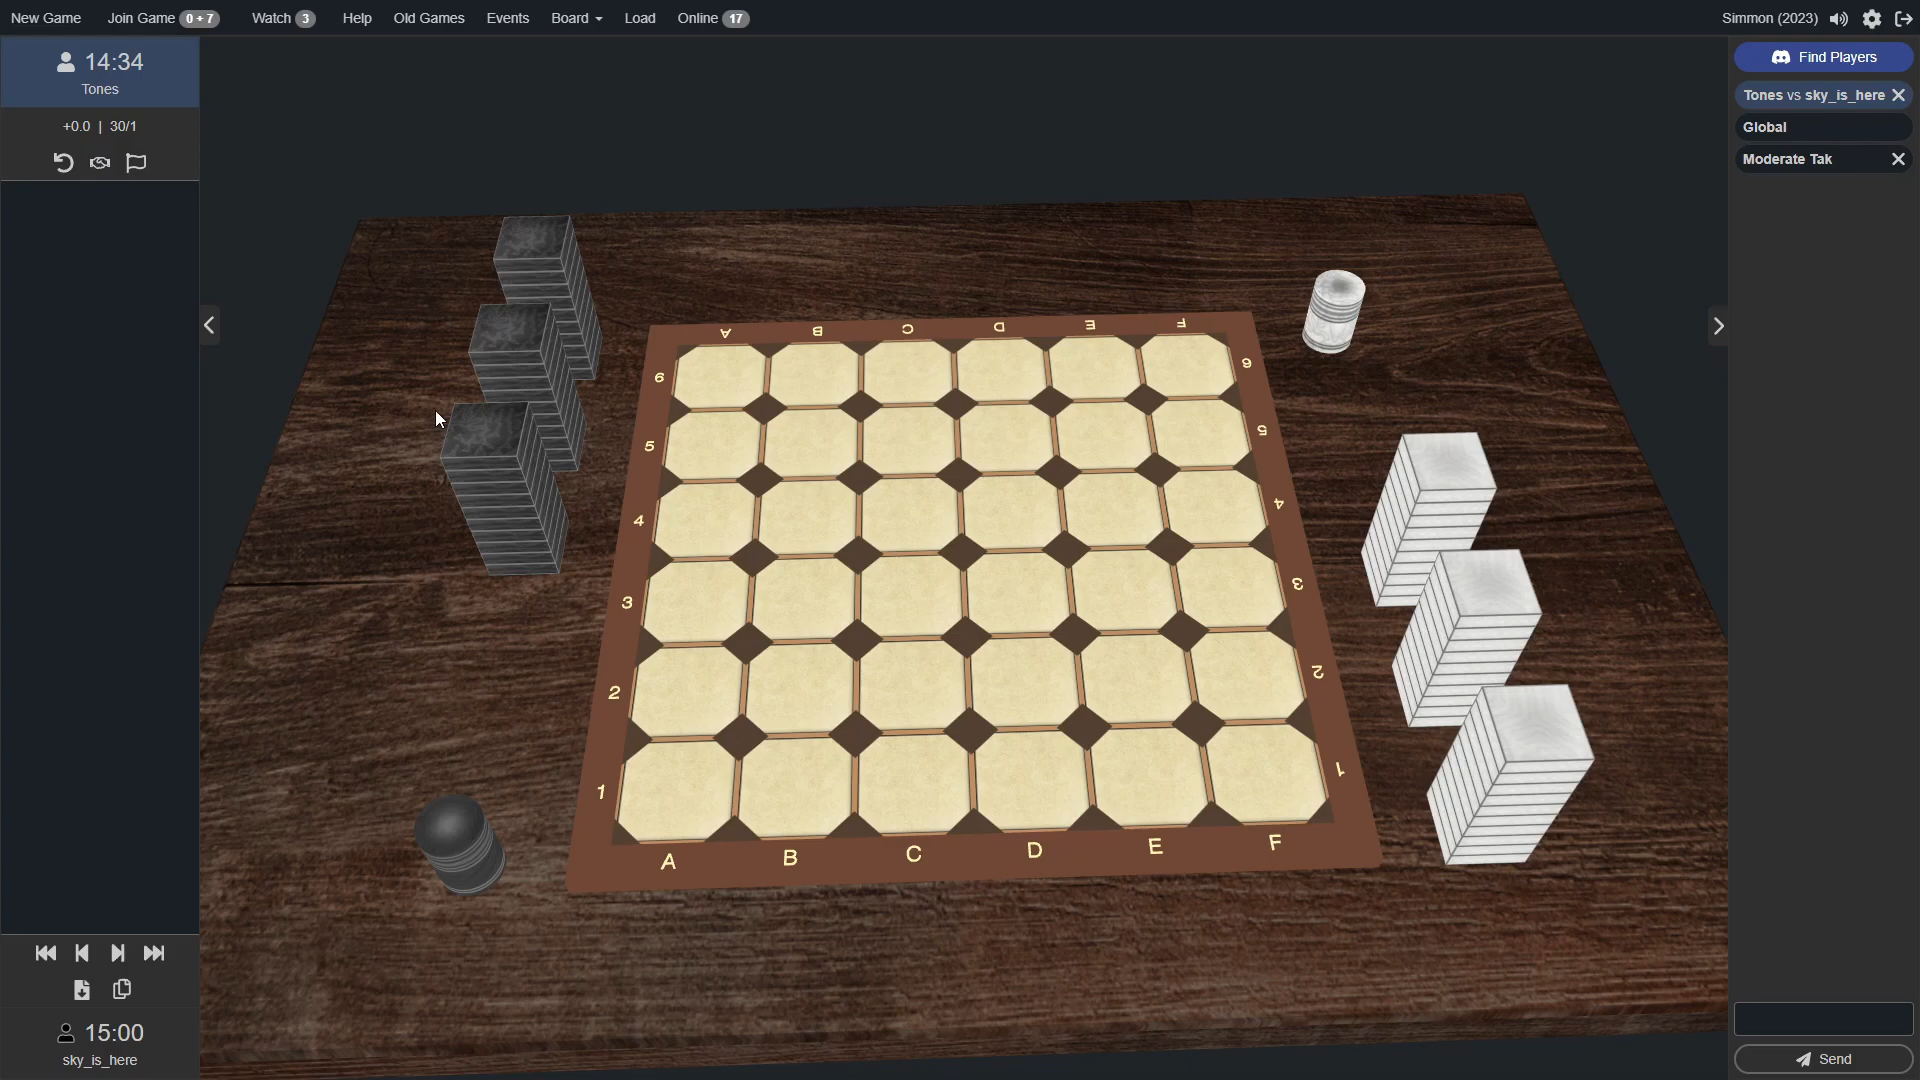 New Game Join Game 0 + 7 Watch 3 Help Old Games Events Board Load Online 17 Simmon (2023)
14:34
Tones
+0.0 | 30/1
Find Players
Tones vs sky_is_here
Global
Moderate Tak
A B C D E F
6 6
5 5
4 4
3 3
2 2
1 1
A B C D E F
15:00
sky_is_here
Send